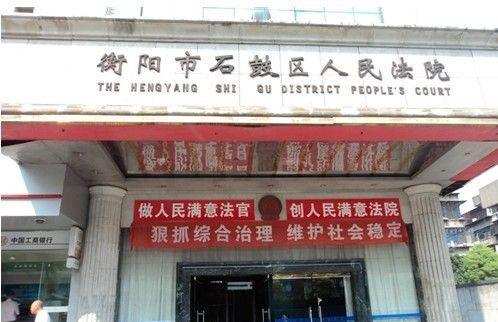 衡阳市石鼓区人民法院
THE HENGYANG SHI GU DISTRICT PEOPLE'S COURT
做人民满意法官 创人民满意法院
狠抓综合治理 维护社会稳定
中国工商银行